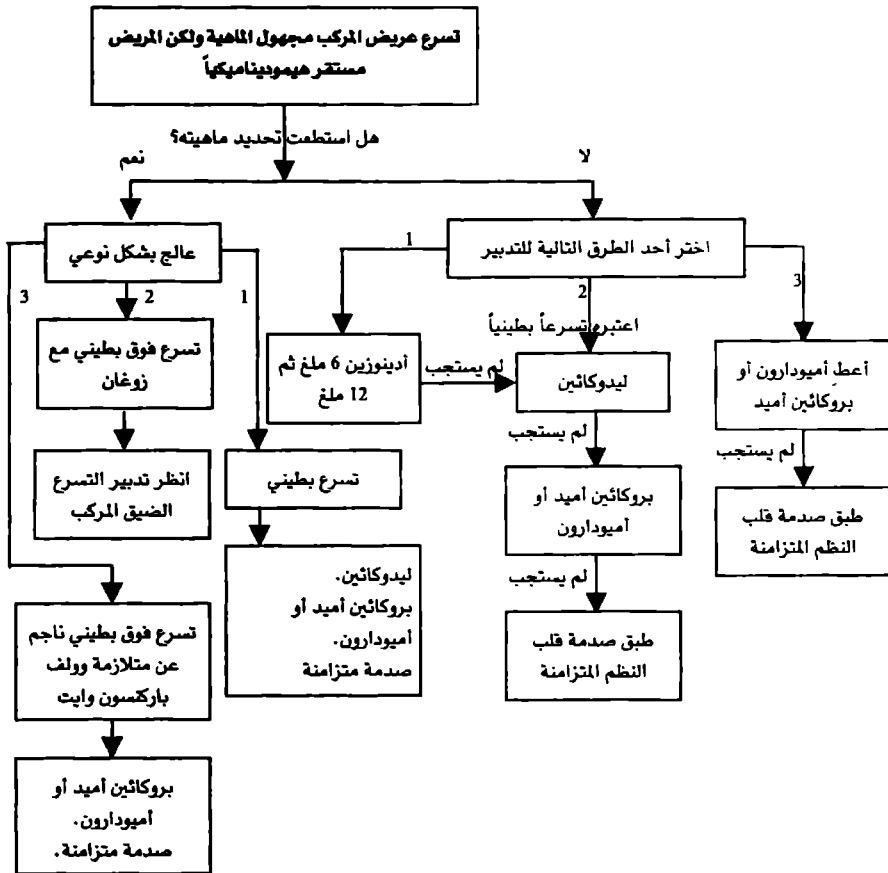 تسرع عريض المركب مجهول الماهية ولكن المريض
مستقر هيموديناميكياً
هل استطعت تحديد ماهيته؟
نعم
لا
عالج بشكل نوعي
اختر أحد الطرق التالية للتدبير
3
2
1
1
2
3
اعتبره تسرعاً بطينياً
تسرع فوق بطيني مع
زوغان
أدينوزين 6 ملغ ثم
12 ملغ
لم يستجب
ليدوكائين
أعطِ أميودارون أو
بروكائين أميد
لم يستجب
لم يستجب
انظر تدبير التسرع
الضيق المركب
تسرع بطيني
بروكائين أميد أو
أميودارون
طبق صدمة قلب
النظم المتزامنة
لم يستجب
ليدوكائين.
بروكائين أميد أو
أميودارون.
صدمة متزامنة
طبق صدمة قلب
النظم المتزامنة
تسرع فوق بطيني ناجم
عن متلازمة وولف
باركنسون وايت
بروكائين أميد أو
أميودارون.
صدمة متزامنة.